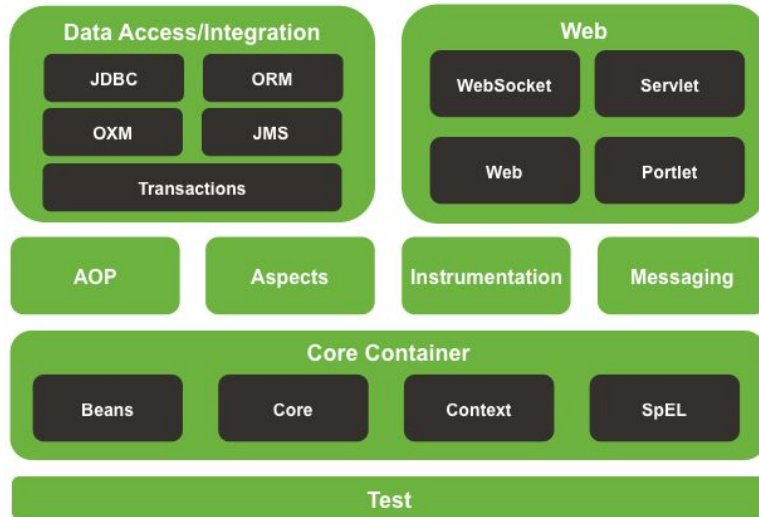 Data Access/Integration
JDBC
ORM
OXM
JMS
Transactions
Web
WebSocket
Servlet
Web
Portlet
AOP
Aspects
Instrumentation
Messaging
Core Container
Beans
Core
Context
SpEL
Test